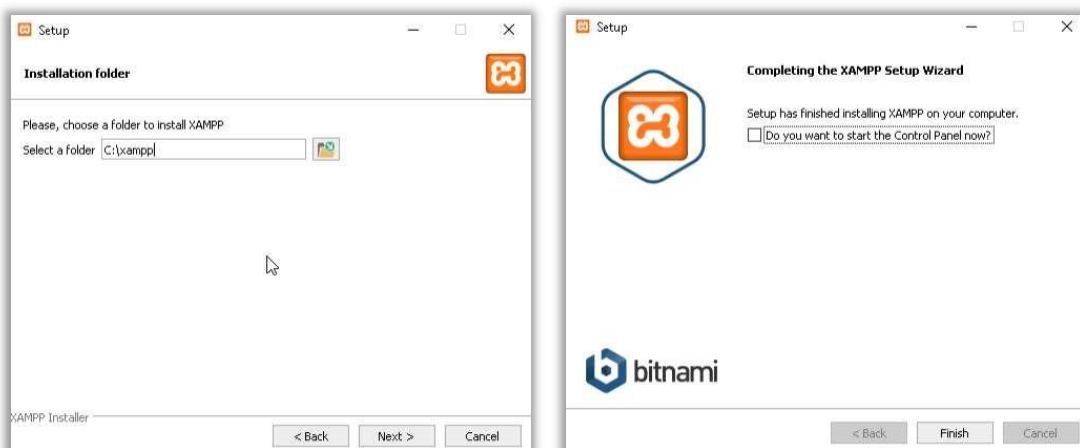 Setup
Installation folder
Please, choose a folder to install XAMPP
Select a folder C:\xampp
XAMPP Installer
< Back Next > Cancel
Setup
Completing the XAMPP Setup Wizard
Setup has finished installing XAMPP on your computer.
Do you want to start the Control Panel now?
bitnami
< Back Finish Cancel